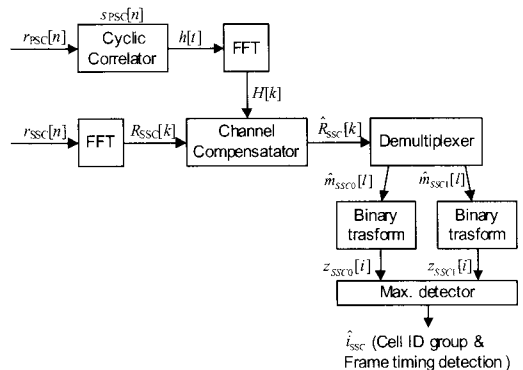 s_PSC[n]
r_PSC[n]
Cyclic
Correlator
h[t]
FFT
H[k]
r_SSC[n]
FFT
R_SSC[k]
Channel
Compensatator
R̂_SSC[k]
Demultiplexer
m̂_SSC0[l]
m̂_SSC1[l]
Binary
trasform
Binary
trasform
z_SSC0[i]
z_SSC1[i]
Max. detector
î_SSC (Cell ID group &
Frame timing detection )